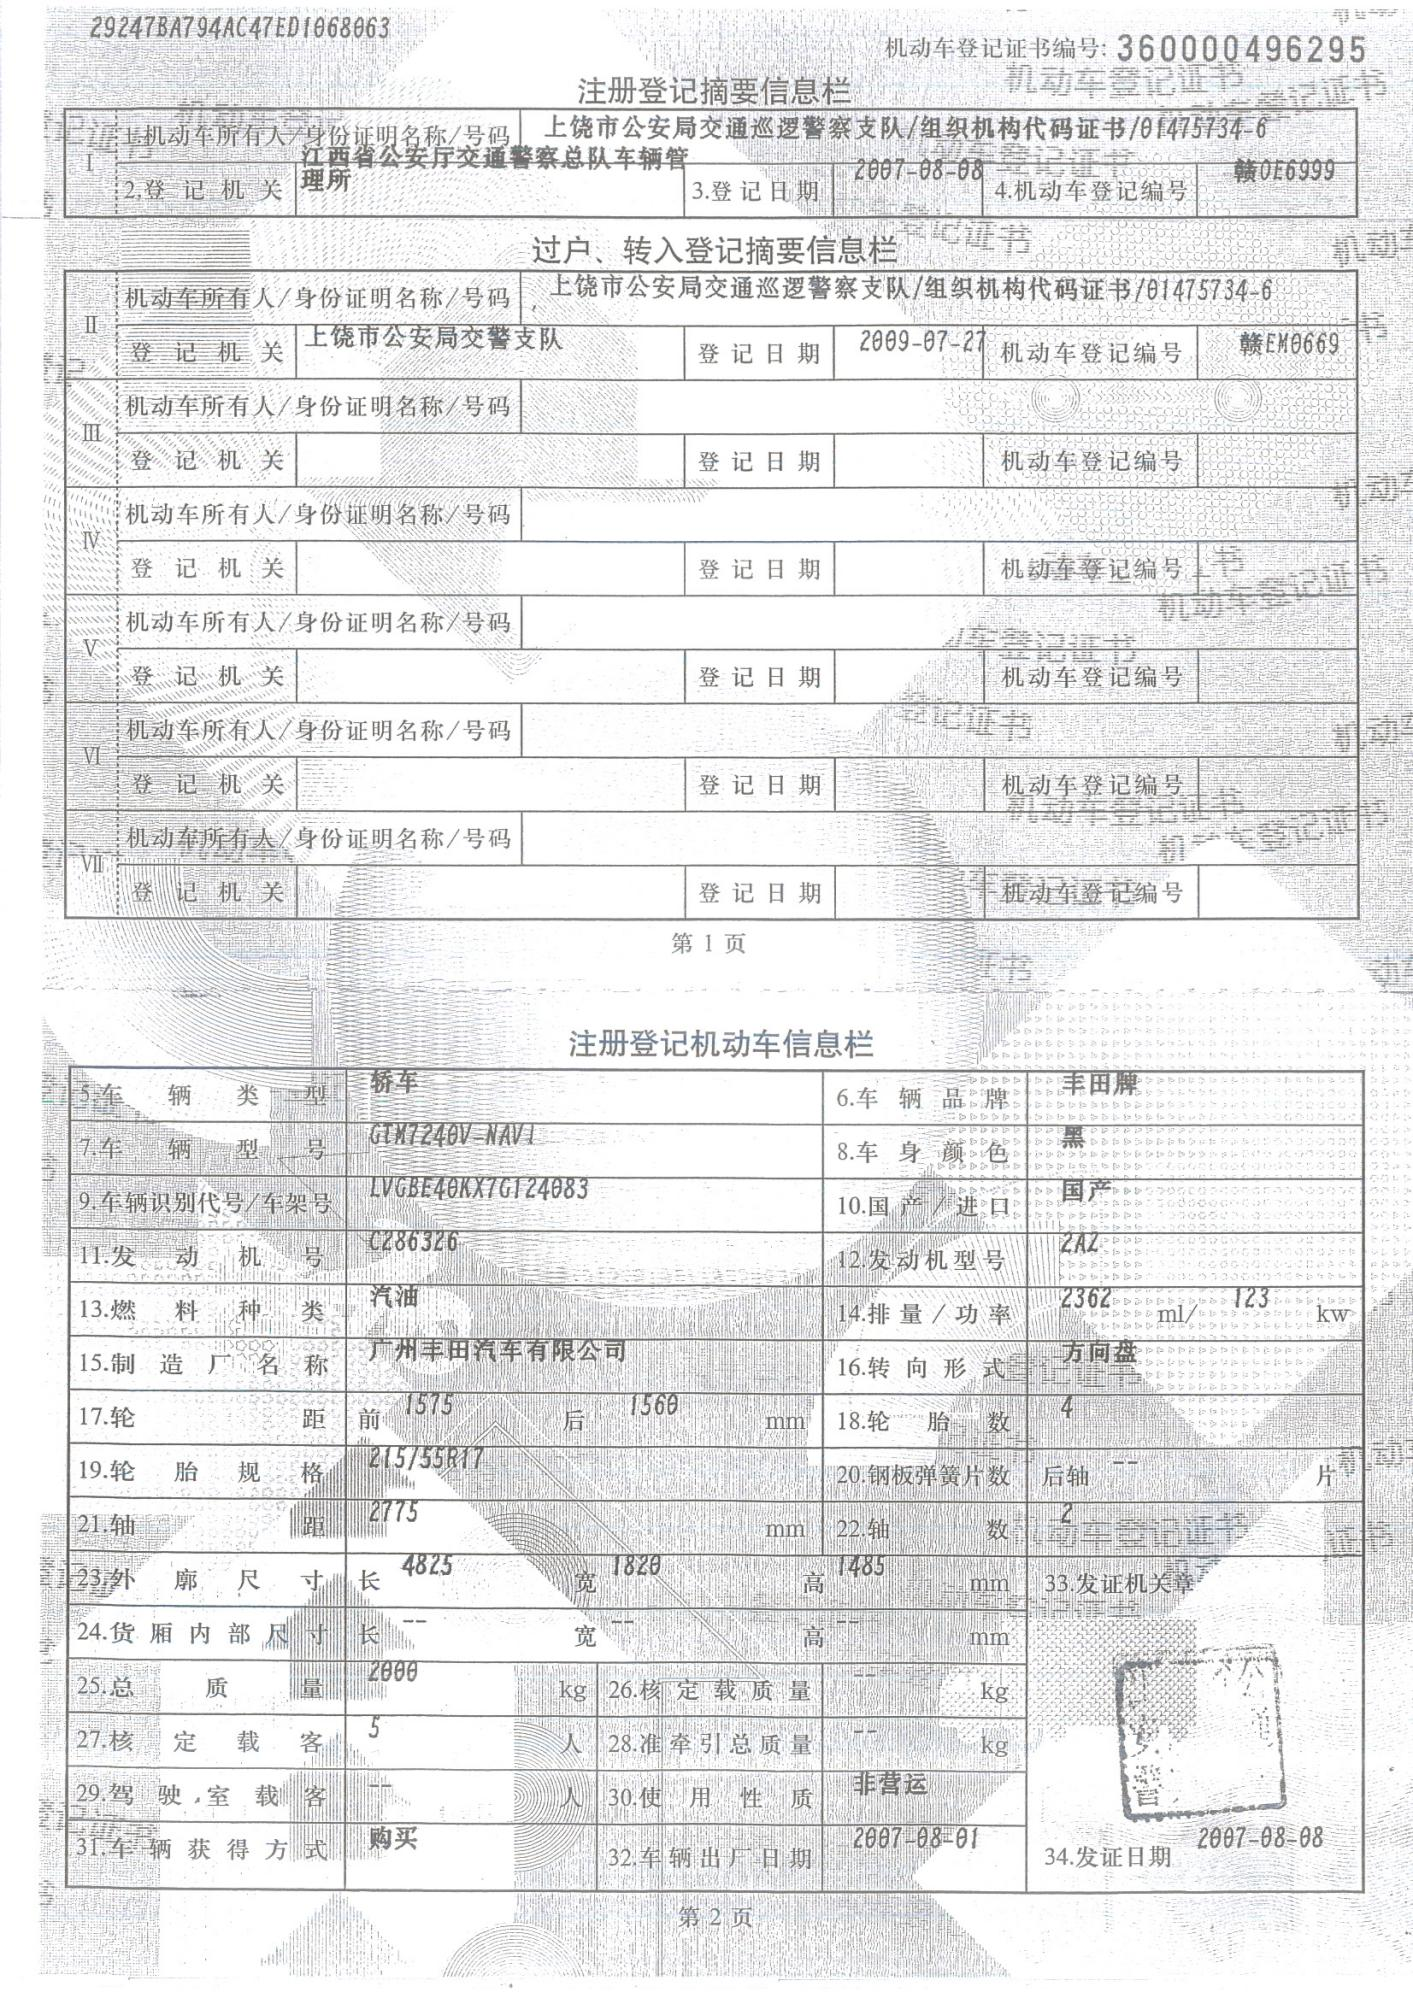 29247BA794AC47ED1068063
机动车登记证书编号: 360000496295
注册登记摘要信息栏
Ⅰ 1.机动车所有人/身份证明名称/号码 上饶市公安局交通巡逻警察支队/组织机构代码证书/01475734-6
2.登记机关 江西省公安厅交通警察总队车辆管理所 3.登记日期 2007-08-08 4.机动车登记编号 赣OE6999
过户、转入登记摘要信息栏
Ⅱ 机动车所有人/身份证明名称/号码 上饶市公安局交通巡逻警察支队/组织机构代码证书/01475734-6
登记机关 上饶市公安局交警支队 登记日期 2009-07-27 机动车登记编号 赣EM0669
Ⅲ 机动车所有人/身份证明名称/号码
登记机关 登记日期 机动车登记编号
Ⅳ 机动车所有人/身份证明名称/号码
登记机关 登记日期 机动车登记编号
Ⅴ 机动车所有人/身份证明名称/号码
登记机关 登记日期 机动车登记编号
Ⅵ 机动车所有人/身份证明名称/号码
登记机关 登记日期 机动车登记编号
Ⅶ 机动车所有人/身份证明名称/号码
登记机关 登记日期 机动车登记编号
第 1 页
注册登记机动车信息栏
5.车辆类型 轿车 6.车辆品牌 丰田牌
7.车辆型号 GTM7240V-NAVI 8.车身颜色 黑
9.车辆识别代号/车架号 LVGBE40KX7G124083 10.国产/进口 国产
11.发动机号 C286326 12.发动机型号 2AZ
13.燃料种类 汽油 14.排量/功率 2362 ml/ 123 kw
15.制造厂名称 广州丰田汽车有限公司 16.转向形式 方向盘
17.轮距 前 1575 后 1560 mm 18.轮胎数 4
19.轮胎规格 215/55R17 20.钢板弹簧片数 后轴 -- 片
21.轴距 2775 mm 22.轴数 2
23.外廓尺寸 长 4825 宽 1820 高 1485 mm 33.发证机关章
24.货厢内部尺寸 长 -- 宽 -- 高 -- mm
25.总质量 2000 kg 26.核定载质量 -- kg
27.核定载客 5 人 28.准牵引总质量 -- kg
29.驾驶室载客 -- 人 30.使用性质 非营运
31.车辆获得方式 购买 32.车辆出厂日期 2007-08-01 34.发证日期 2007-08-08
第 2 页